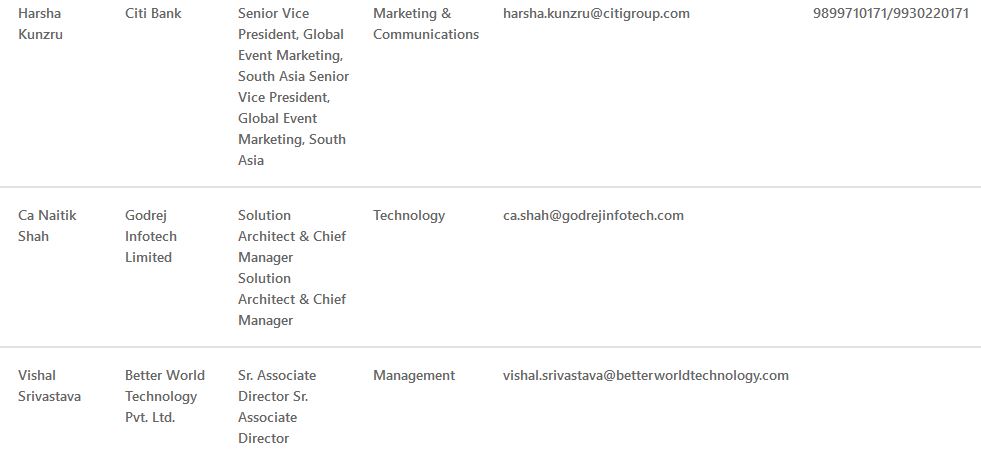 Harsha Kunzru
Citi Bank
Senior Vice President, Global Event Marketing, South Asia Senior Vice President, Global Event Marketing, South Asia
Marketing & Communications
harsha.kunzru@citigroup.com
9899710171/9930220171
Ca Naitik Shah
Godrej Infotech Limited
Solution Architect & Chief Manager Solution Architect & Chief Manager
Technology
ca.shah@godrejinfotech.com
Vishal Srivastava
Better World Technology Pvt. Ltd.
Sr. Associate Director Sr. Associate Director
Management
vishal.srivastava@betterworldtechnology.com